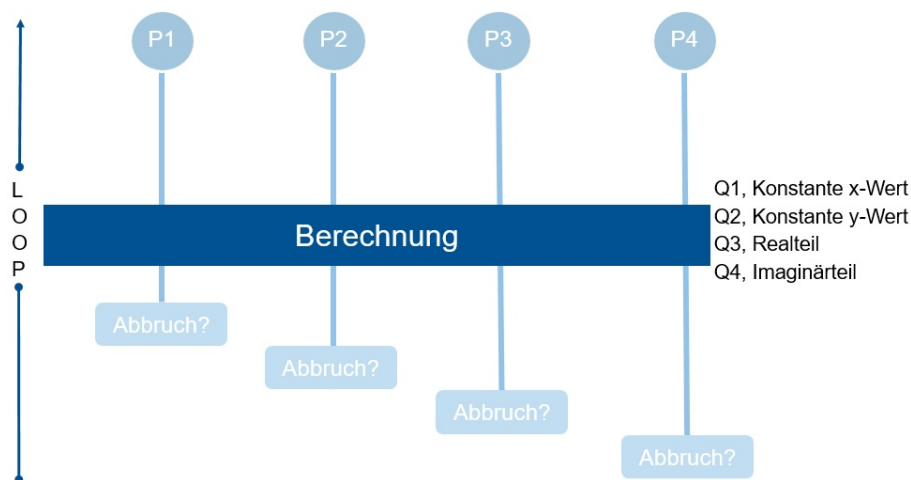 P1
P2
P3
P4
L
O
O
P
Berechnung
Q1, Konstante x-Wert
Q2, Konstante y-Wert
Q3, Realteil
Q4, Imaginärteil
Abbruch?
Abbruch?
Abbruch?
Abbruch?